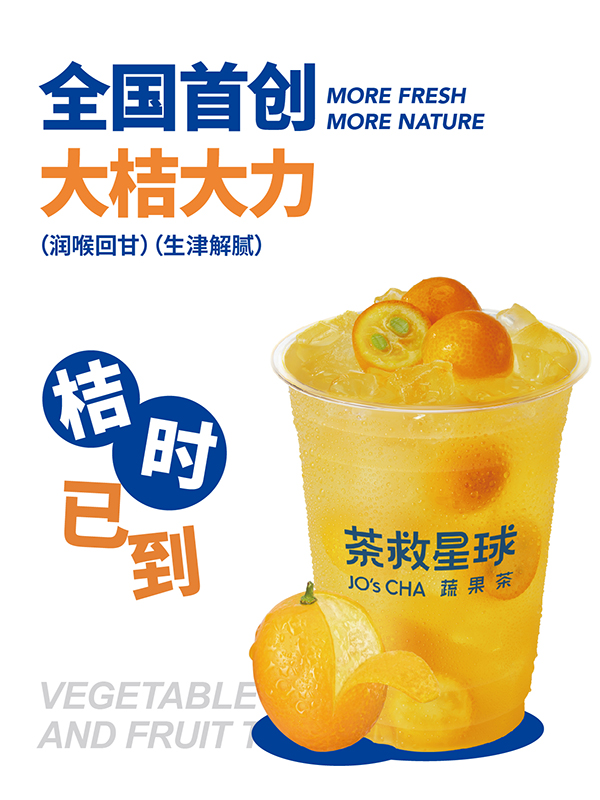 全国首创
MORE FRESH
MORE NATURE
大桔大力
（润喉回甘）（生津解腻）
桔时
已到
茶救星球
JO's CHA 蔬果茶
VEGETABLE
AND FRUIT T